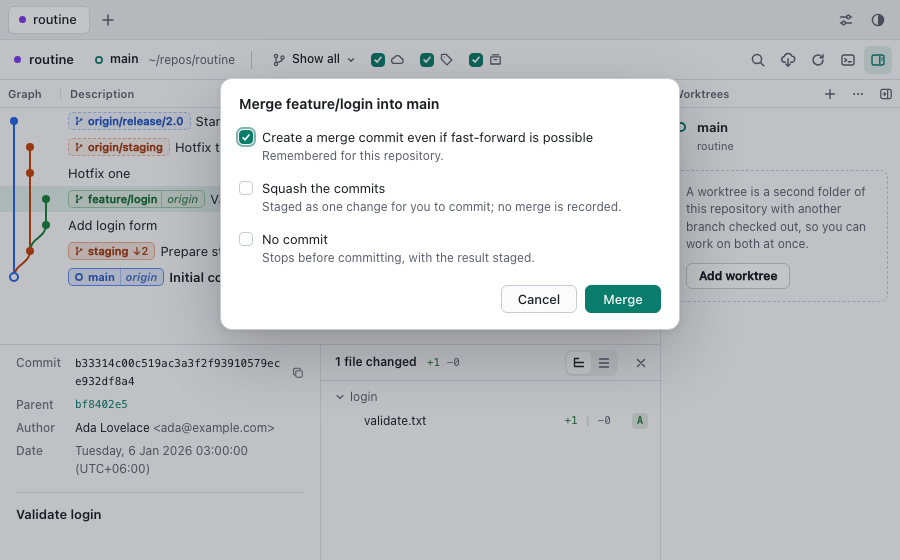 routine
routine
main
~/repos/routine
Show all
Graph
Description
Worktrees
origin/release/2.0
origin/staging
Hotfix one
feature/login
origin
Add login form
staging ↓2
Prepare
main
origin
Initial
Merge feature/login into main
Create a merge commit even if fast-forward is possible
Remembered for this repository.
Squash the commits
Staged as one change for you to commit; no merge is recorded.
No commit
Stops before committing, with the result staged.
Cancel
Merge
main
routine
A worktree is a second folder of
this repository with another
branch checked out, so you can
work on both at once.
Add worktree
Commit
b33314c00c519ac3a3f2f93910579ec
e932df8a4
Parent
bf8402e5
Author
Ada Lovelace <ada@example.com>
Date
Tuesday, 6 Jan 2026 03:00:00
(UTC+06:00)
Validate login
1 file changed
+1 −0
login
validate.txt
+1
−0
A